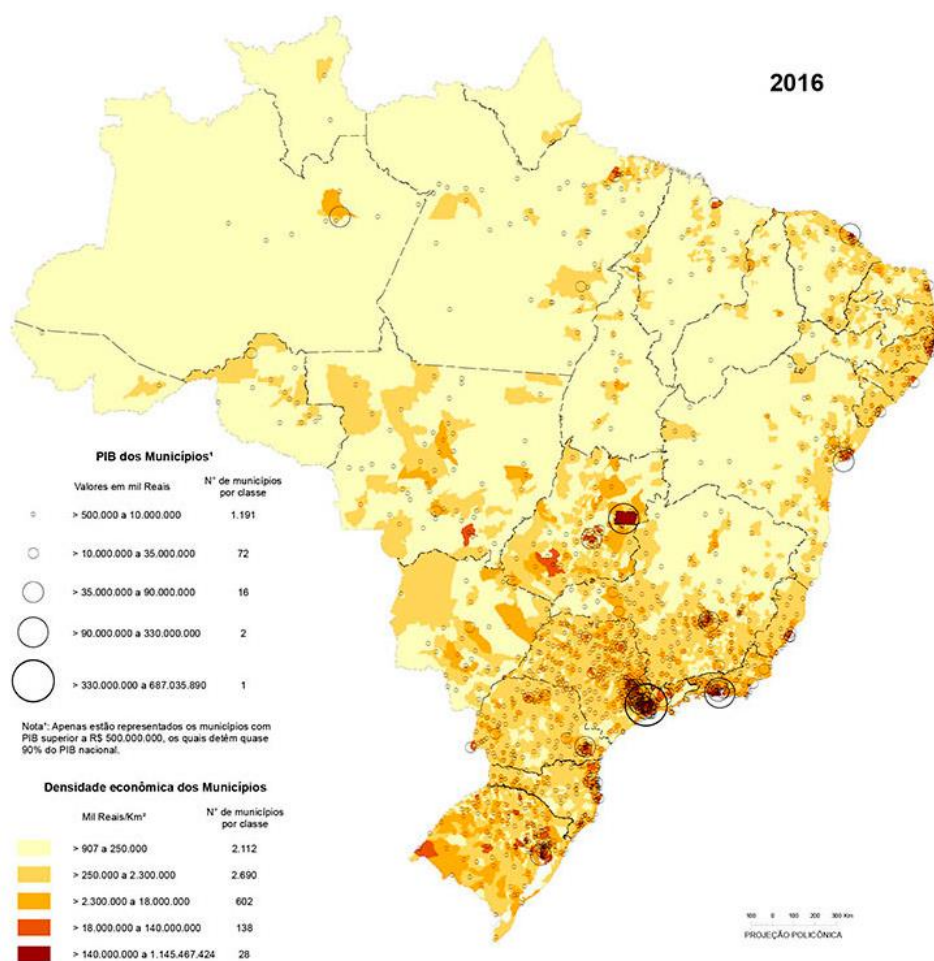 2016
PIB dos Municípios¹
Valores em mil Reais
N° de municípios
por classe
> 500.000 a 10.000.000 1.191
> 10.000.000 a 35.000.000 72
> 35.000.000 a 90.000.000 16
> 90.000.000 a 330.000.000 2
> 330.000.000 a 687.035.890 1
Nota¹: Apenas estão representados os municípios com
PIB superior a R$ 500.000.000, os quais detêm quase
90% do PIB nacional.
Densidade econômica dos Municípios
Mil Reais/Km²
N° de municípios
por classe
> 907 a 250.000 2.112
> 250.000 a 2.300.000 2.690
> 2.300.000 a 18.000.000 602
> 18.000.000 a 140.000.000 138
> 140.000.000 a 1.145.467.424 28
100 0 100 200 300 Km
PROJEÇÃO POLICÔNICA